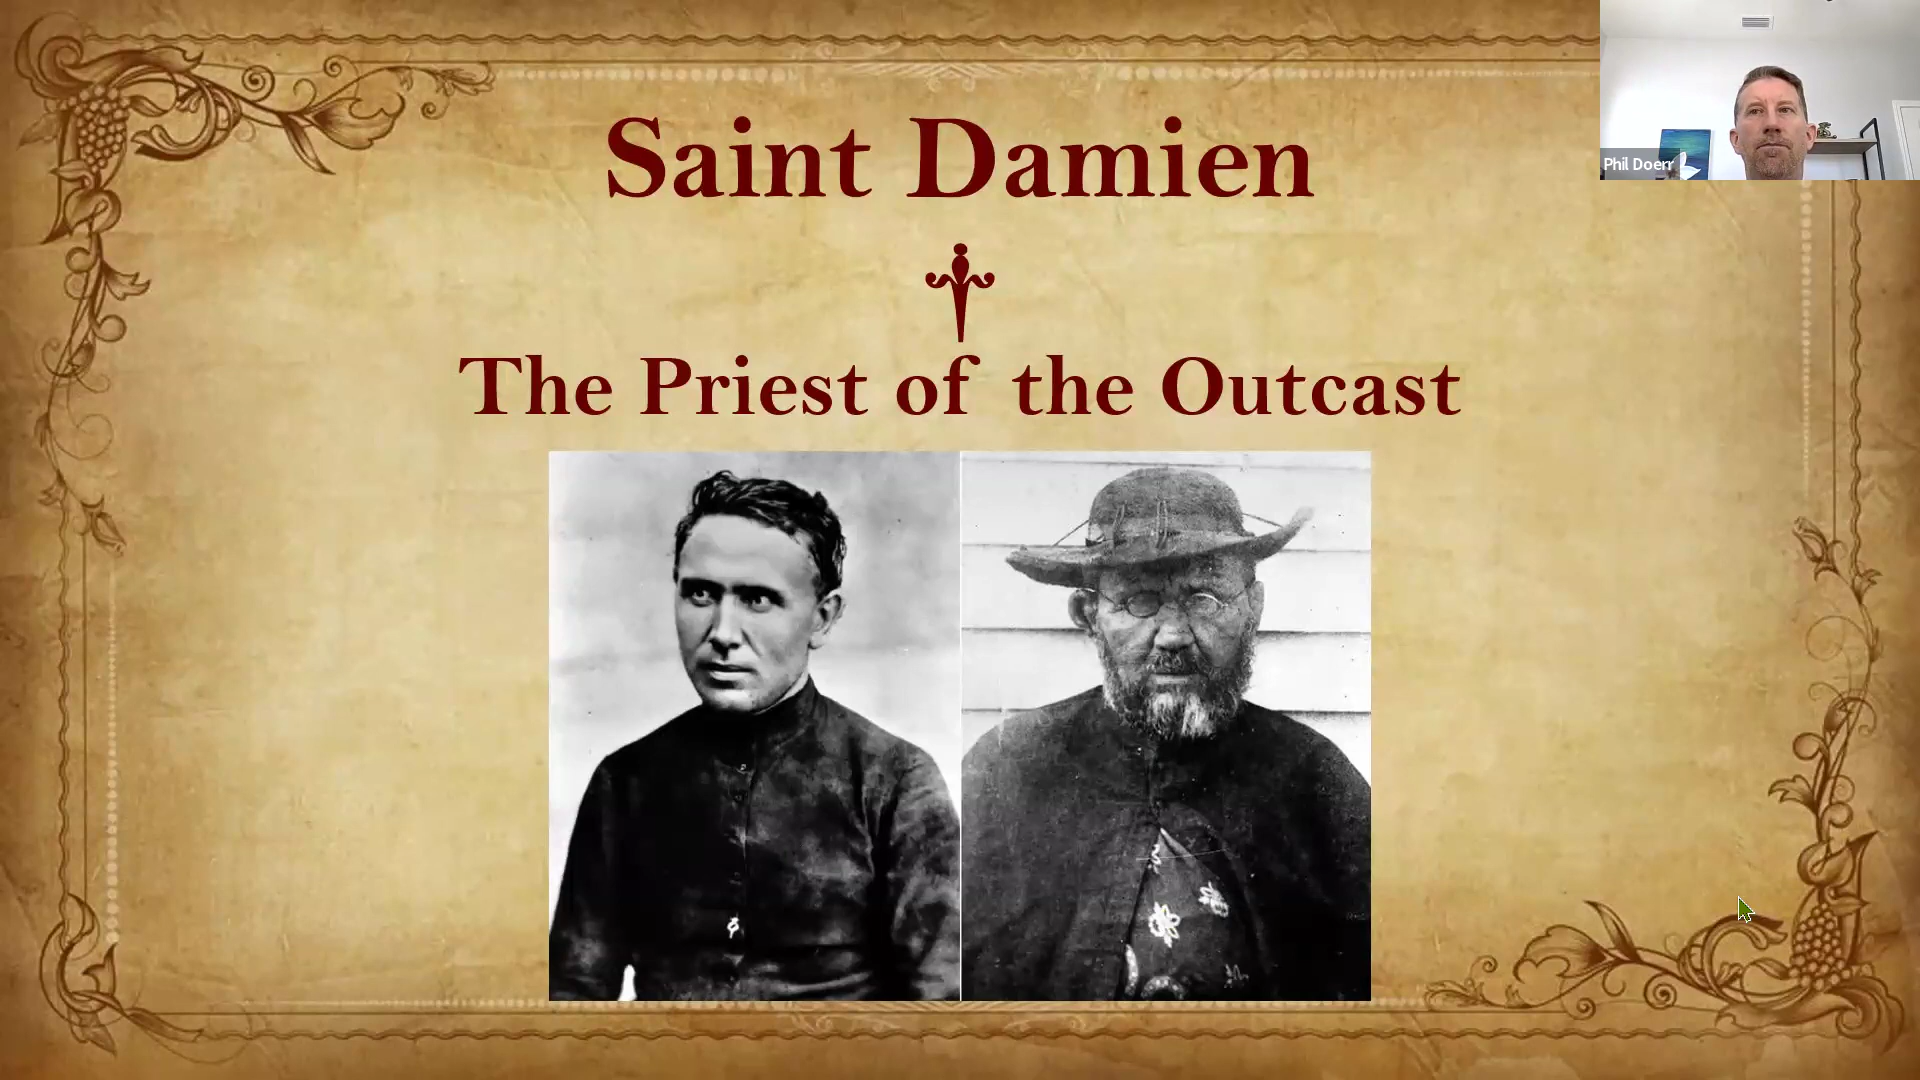 Saint Damien
The Priest of the Outcast
Phil Doerr